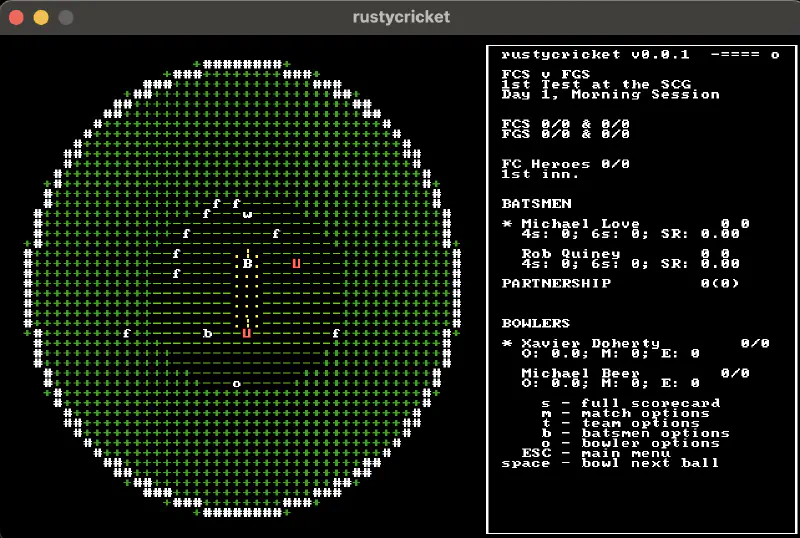 rustycricket
rustycricket v0.0.1 -==== o
FCS v FGS
1st Test at the SCG
Day 1, Morning Session
FCS 0/0 & 0/0
FGS 0/0 & 0/0
FC Heroes 0/0
1st inn.
BATSMEN
* Michael Love 0 0
4s: 0; 6s: 0; SR: 0.00
Rob Quiney 0 0
4s: 0; 6s: 0; SR: 0.00
PARTNERSHIP 0(0)
BOWLERS
* Xavier Doherty 0/0
O: 0.0; M: 0; E: 0
Michael Beer 0/0
O: 0.0; M: 0; E: 0
s - full scorecard
m - match options
t - team options
b - batsmen options
o - bowler options
ESC - main menu
space - bowl next ball
f f
f w
f f
f B U
f
f b U f
o